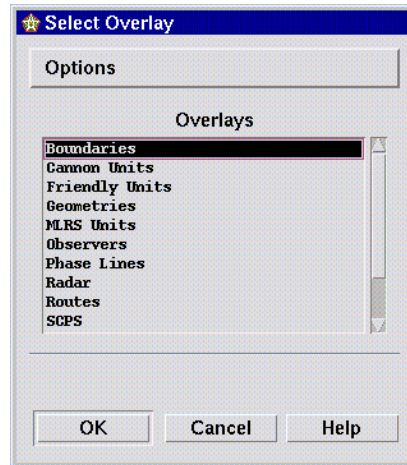 Select Overlay
Options
Overlays
Boundaries
Cannon Units
Friendly Units
Geometries
MLRS Units
Observers
Phase Lines
Radar
Routes
SCPS
OK Cancel Help